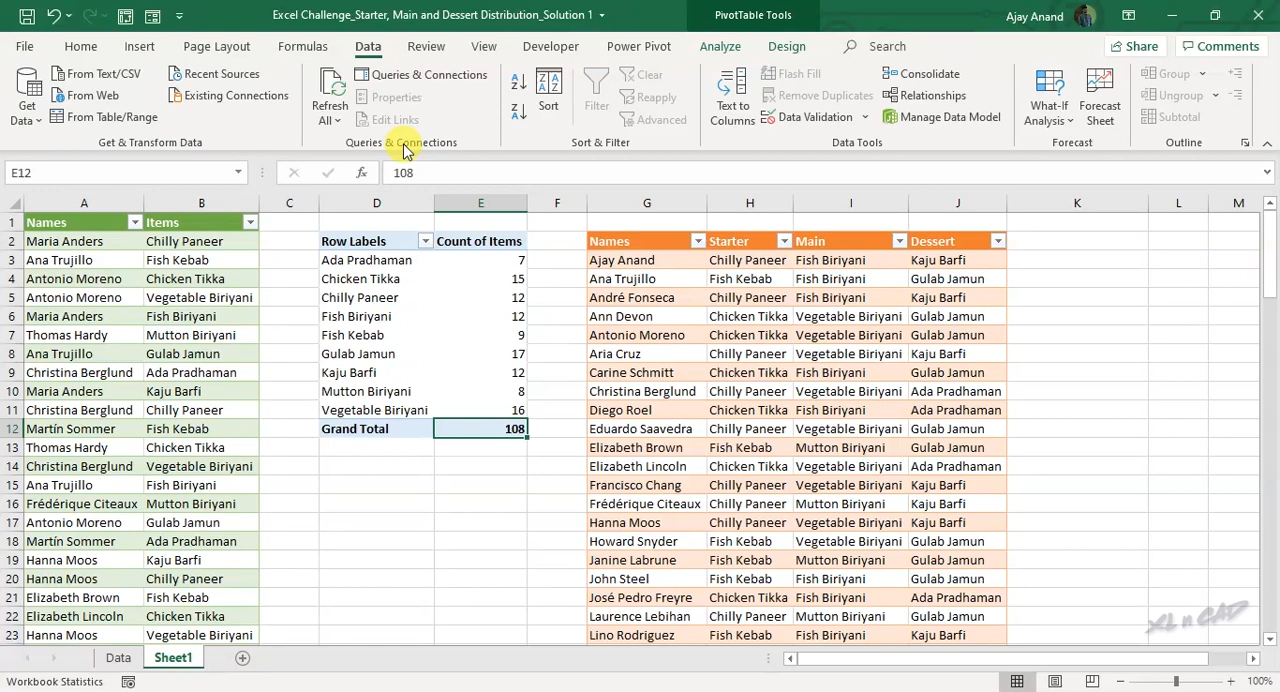 Excel Challenge_Starter, Main and Dessert Distribution_Solution 1
PivotTable Tools
Ajay Anand
File Home Insert Page Layout Formulas Data Review View Developer Power Pivot Analyze Design Search Share Comments
Get Data
From Text/CSV
From Web
From Table/Range
Recent Sources
Existing Connections
Get & Transform Data
Refresh All
Queries & Connections
Properties
Edit Links
Queries & Connections
Sort
Filter
Clear
Reapply
Advanced
Sort & Filter
Text to Columns
Flash Fill
Remove Duplicates
Data Validation
Consolidate
Relationships
Manage Data Model
Data Tools
What-If Analysis
Forecast Sheet
Forecast
Group
Ungroup
Subtotal
Outline
E12 fx 108
A B C D E F G H I J K L M
1 Names Items
2 Maria Anders Chilly Paneer Row Labels Count of Items Names Starter Main Dessert
3 Ana Trujillo Fish Kebab Ada Pradhaman 7 Ajay Anand Chilly Paneer Fish Biriyani Kaju Barfi
4 Antonio Moreno Chicken Tikka Chicken Tikka 15 Ana Trujillo Fish Kebab Fish Biriyani Gulab Jamun
5 Antonio Moreno Vegetable Biriyani Chilly Paneer 12 André Fonseca Chilly Paneer Fish Biriyani Kaju Barfi
6 Maria Anders Fish Biriyani Fish Biriyani 12 Ann Devon Chicken Tikka Vegetable Biriyani Gulab Jamun
7 Thomas Hardy Mutton Biriyani Fish Kebab 9 Antonio Moreno Chicken Tikka Vegetable Biriyani Gulab Jamun
8 Ana Trujillo Gulab Jamun Gulab Jamun 17 Aria Cruz Chilly Paneer Vegetable Biriyani Kaju Barfi
9 Christina Berglund Ada Pradhaman Kaju Barfi 12 Carine Schmitt Chicken Tikka Fish Biriyani Gulab Jamun
10 Maria Anders Kaju Barfi Mutton Biriyani 8 Christina Berglund Chilly Paneer Vegetable Biriyani Ada Pradhaman
11 Christina Berglund Chilly Paneer Vegetable Biriyani 16 Diego Roel Chicken Tikka Fish Biriyani Ada Pradhaman
12 Martín Sommer Fish Kebab Grand Total 108 Eduardo Saavedra Chicken Tikka Vegetable Biriyani Gulab Jamun
13 Thomas Hardy Chicken Tikka Elizabeth Brown Fish Kebab Mutton Biriyani Gulab Jamun
14 Christina Berglund Vegetable Biriyani Elizabeth Lincoln Chicken Tikka Vegetable Biriyani Ada Pradhaman
15 Ana Trujillo Fish Biriyani Francisco Chang Chilly Paneer Vegetable Biriyani Kaju Barfi
16 Frédérique Citeaux Mutton Biriyani Frédérique Citeaux Chilly Paneer Mutton Biriyani Kaju Barfi
17 Antonio Moreno Gulab Jamun Hanna Moos Chilly Paneer Vegetable Biriyani Kaju Barfi
18 Martín Sommer Ada Pradhaman Howard Snyder Fish Kebab Vegetable Biriyani Gulab Jamun
19 Hanna Moos Kaju Barfi Janine Labrune Fish Kebab Mutton Biriyani Gulab Jamun
20 Hanna Moos Chilly Paneer John Steel Fish Kebab Fish Biriyani Gulab Jamun
21 Elizabeth Brown Fish Kebab José Pedro Freyre Chicken Tikka Fish Biriyani Ada Pradhaman
22 Elizabeth Lincoln Chicken Tikka Laurence Lebihan Chilly Paneer Mutton Biriyani Gulab Jamun
23 Hanna Moos Vegetable Biriyani Lino Rodriguez Fish Kebab Fish Biriyani Kaju Barfi
XL n CAD
Data Sheet1
Workbook Statistics 100%